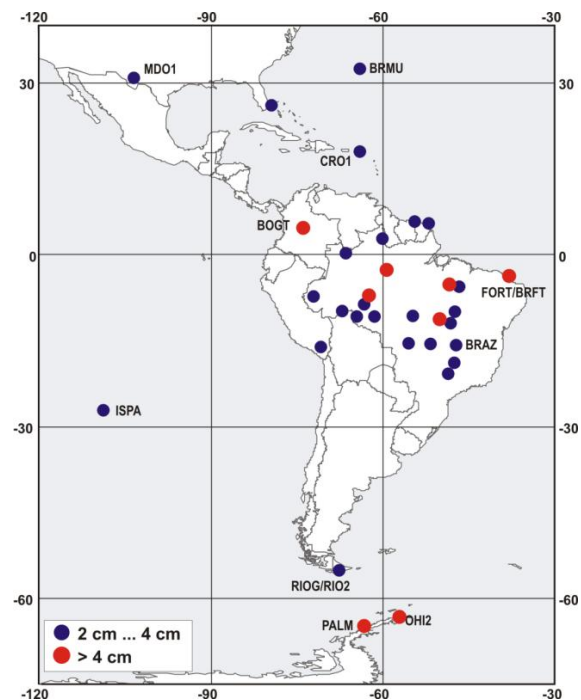 -120 -90 -60 -30
MDO1
BRMU
30 30
CRO1
BOGT
0 0
FORT/BRFT
BRAZ
ISPA
-30 -30
RIOG/RIO2
-60 -60
PALM OHI2
2 cm ... 4 cm
> 4 cm
-120 -90 -60 -30